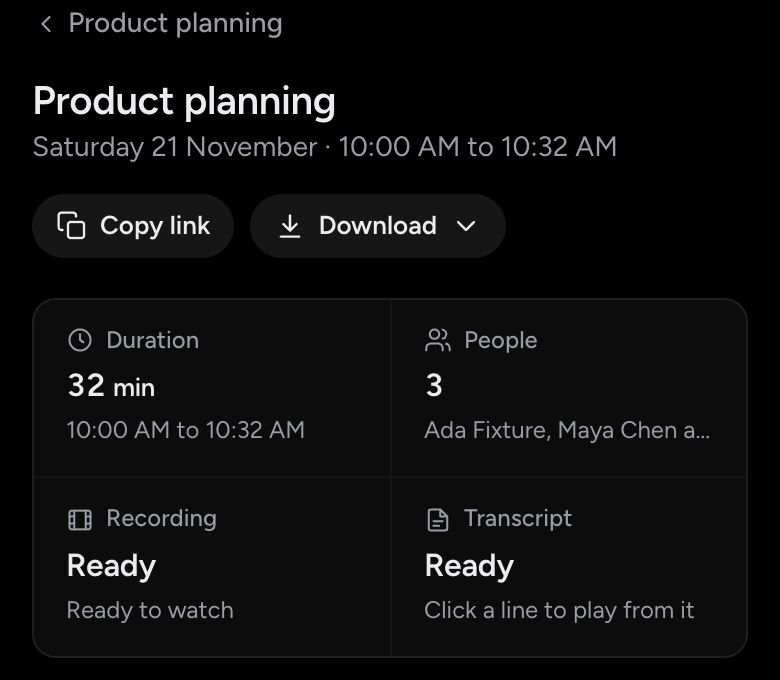 Product planning
Product planning
Saturday 21 November · 10:00 AM to 10:32 AM
Copy link
Download
Duration
32 min
10:00 AM to 10:32 AM
People
3
Ada Fixture, Maya Chen a...
Recording
Ready
Ready to watch
Transcript
Ready
Click a line to play from it